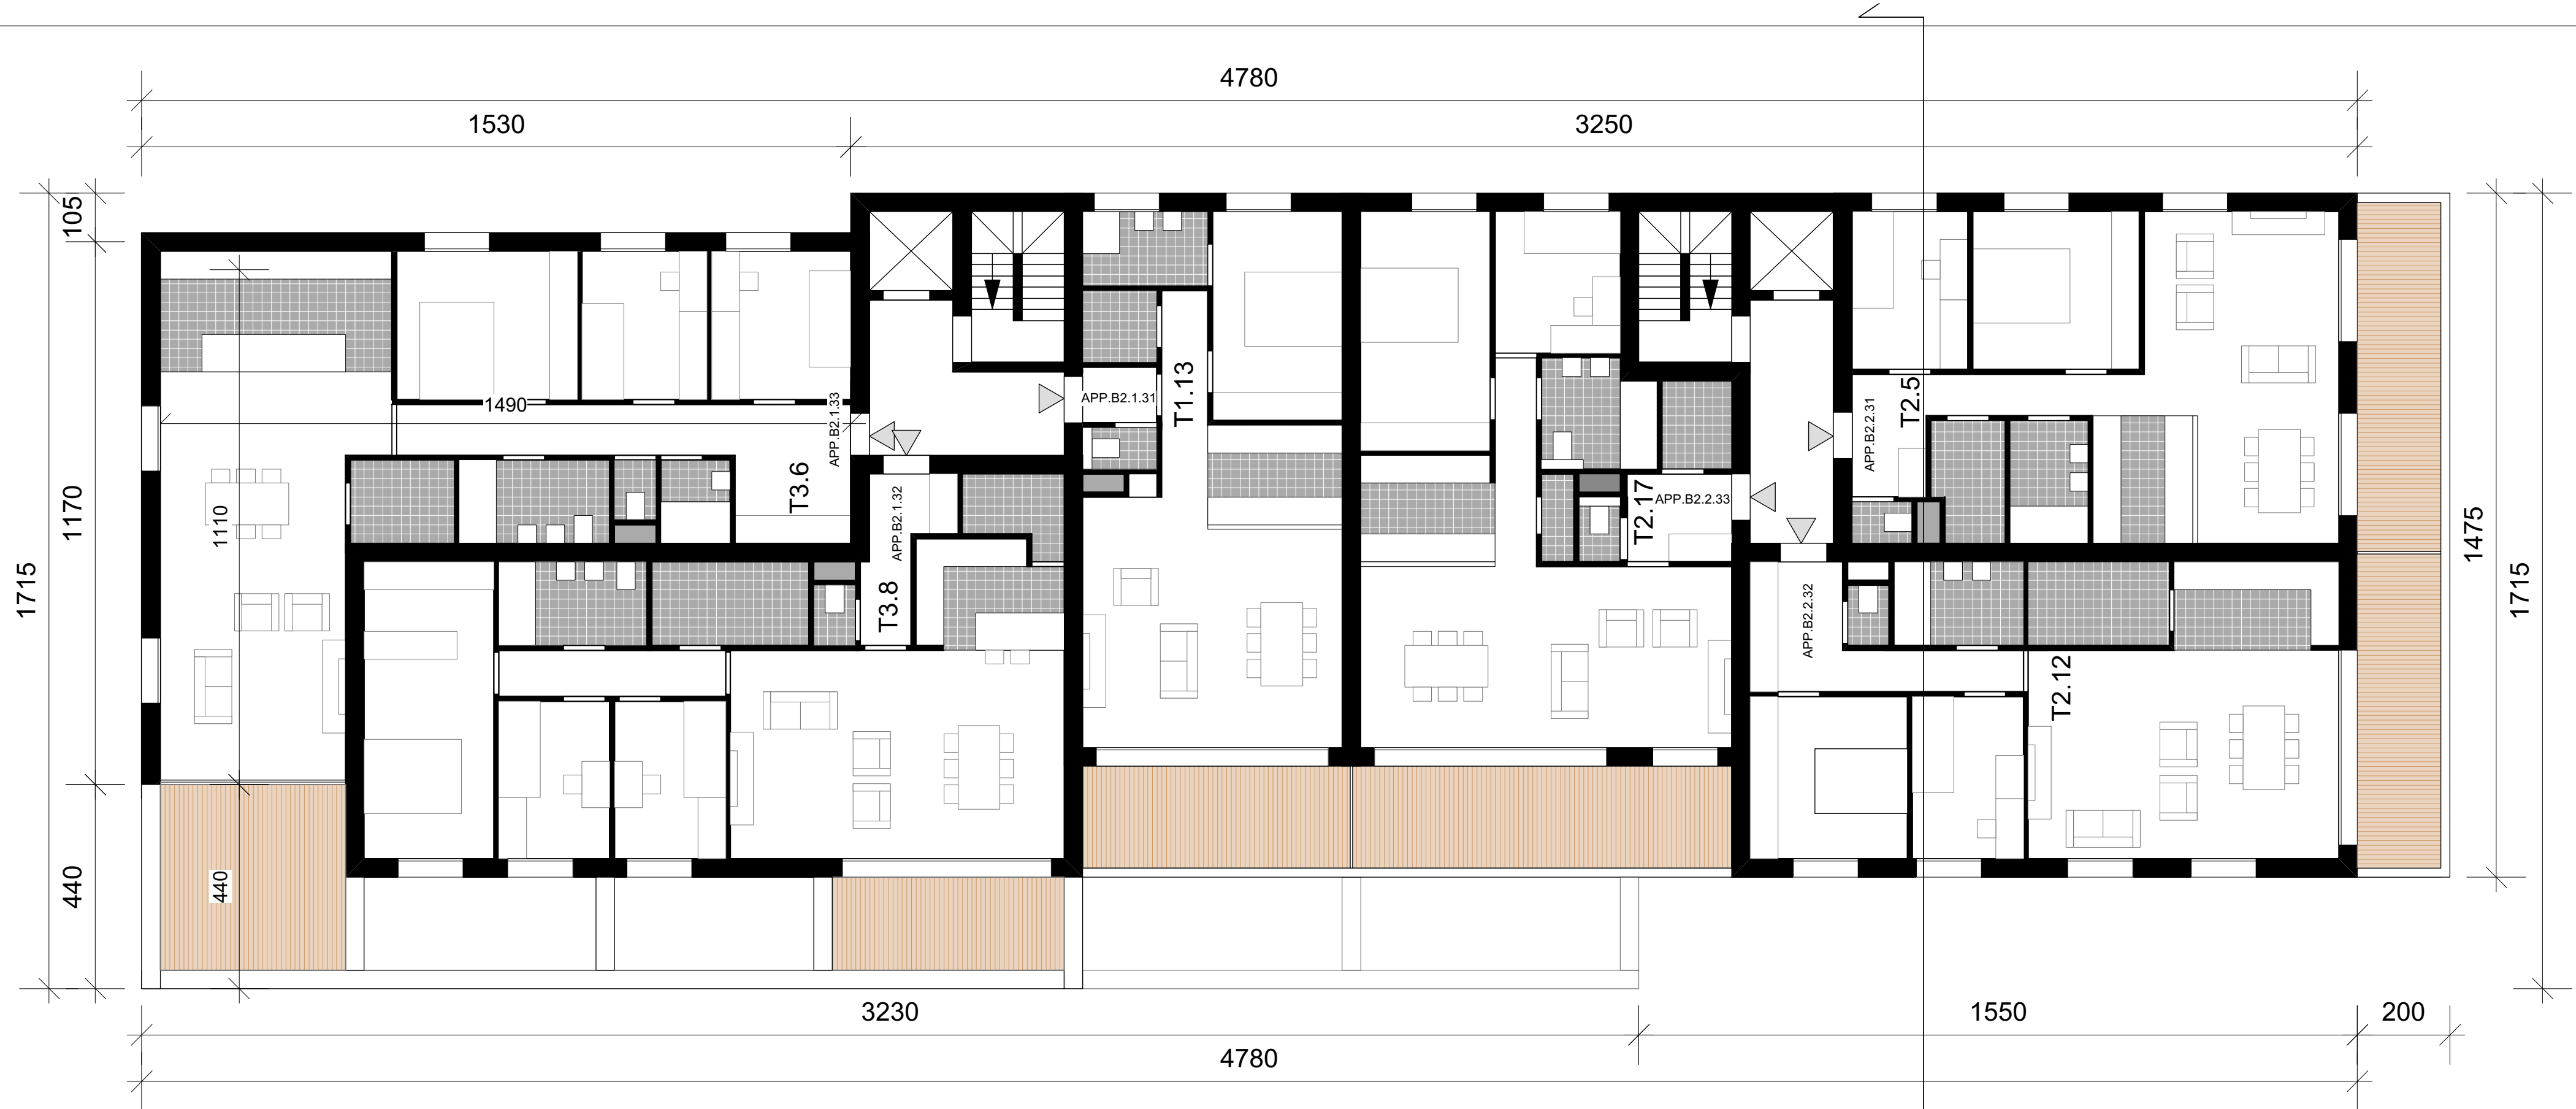 4780
1530
3250
105
1170
1715
440
1490
1110
440
APP.B2.1.33
T3.6
APP.B2.1.32
T3.8
APP.B2.1.31
T1.13
T2.17
APP.B2.2.33
APP.B2.2.31
T2.5
APP.B2.2.32
T2.12
1475
1715
3230
1550
200
4780